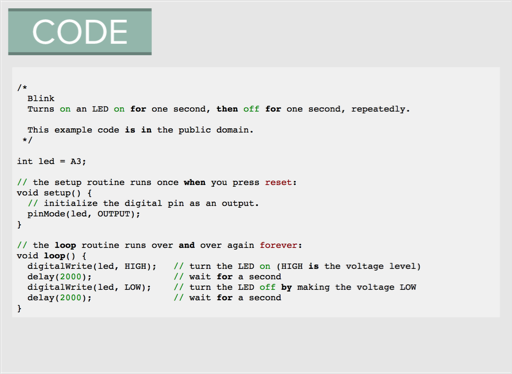 CODE
/*
  Blink
  Turns on an LED on for one second, then off for one second, repeatedly.
  This example code is in the public domain.
 */
int led = A3;
// the setup routine runs once when you press reset:
void setup() {
  // initialize the digital pin as an output.
  pinMode(led, OUTPUT);
}
// the loop routine runs over and over again forever:
void loop() {
  digitalWrite(led, HIGH);   // turn the LED on (HIGH is the voltage level)
  delay(2000);               // wait for a second
  digitalWrite(led, LOW);    // turn the LED off by making the voltage LOW
  delay(2000);               // wait for a second
}